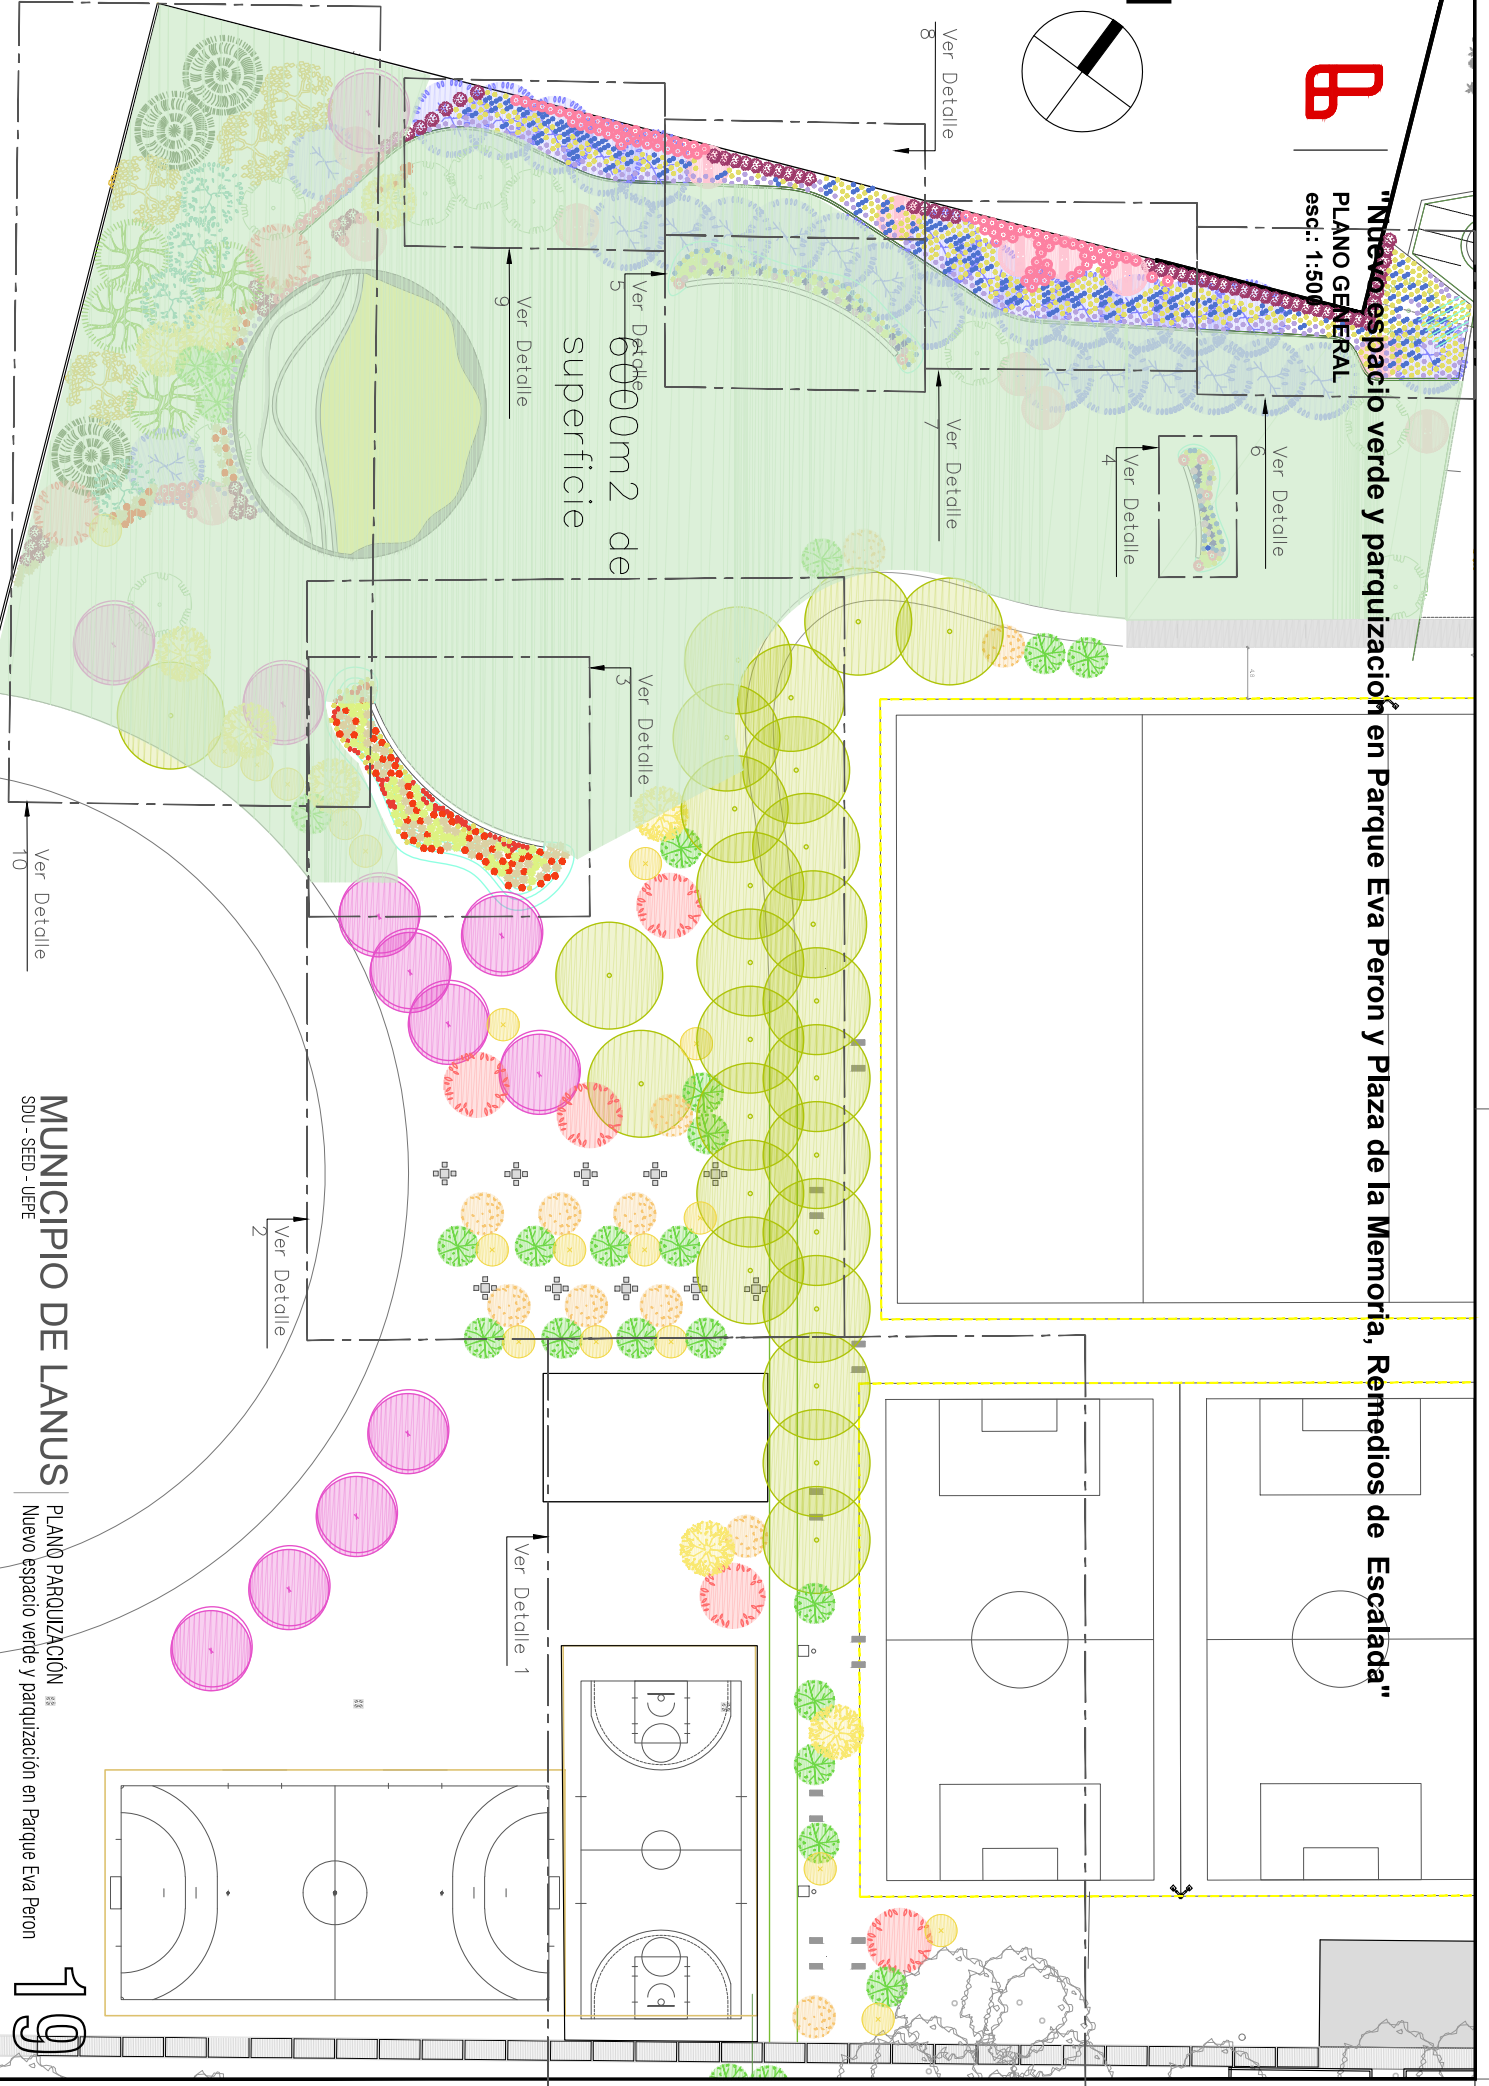 "Nuevo espacio verde y parquizacion en Parque Eva Peron y Plaza de la Memoria, Remedios de Escalada"
PLANO GENERAL
esc.: 1:500
Ver Detalle
8
Ver Detalle
6
Ver Detalle
4
Ver Detalle
7
Ver Detalle
5
6000m2 de
superficie
Ver Detalle
9
Ver Detalle
3
Ver Detalle
10
Ver Detalle
2
Ver Detalle 1
MUNICIPIO DE LANUS
SDU - SEED - UEPE
PLANO PARQUIZACIÓN
Nuevo espacio verde y parquización en Parque Eva Peron
19